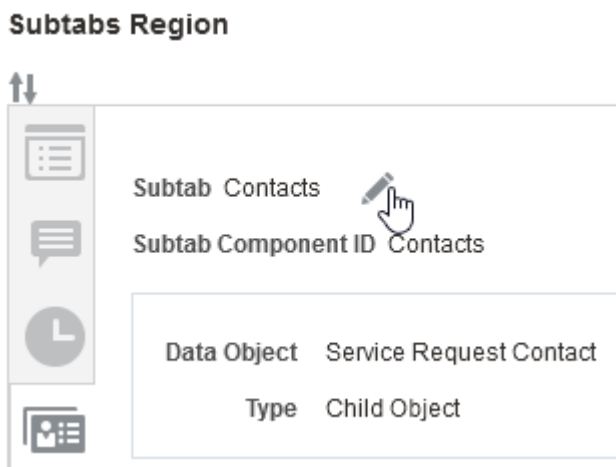 Subtabs Region
Subtab Contacts
Subtab Component ID Contacts
Data Object Service Request Contact
Type Child Object